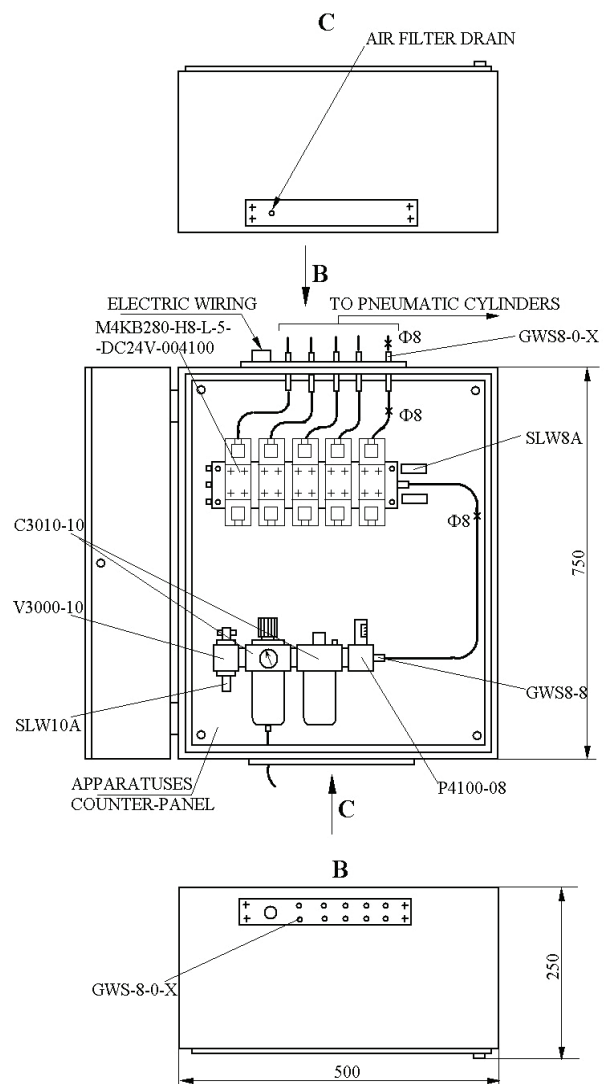 C
AIR FILTER DRAIN
B
ELECTRIC WIRING
TO PNEUMATIC CYLINDERS
M4KB280-H8-L-5-
-DC24V-004100
Φ8
GWS8-0-X
Φ8
SLW8A
C3010-10
Φ8
750
V3000-10
GWS8-8
SLW10A
APPARATUSES
COUNTER-PANEL
P4100-08
C
B
GWS-8-0-X
250
500